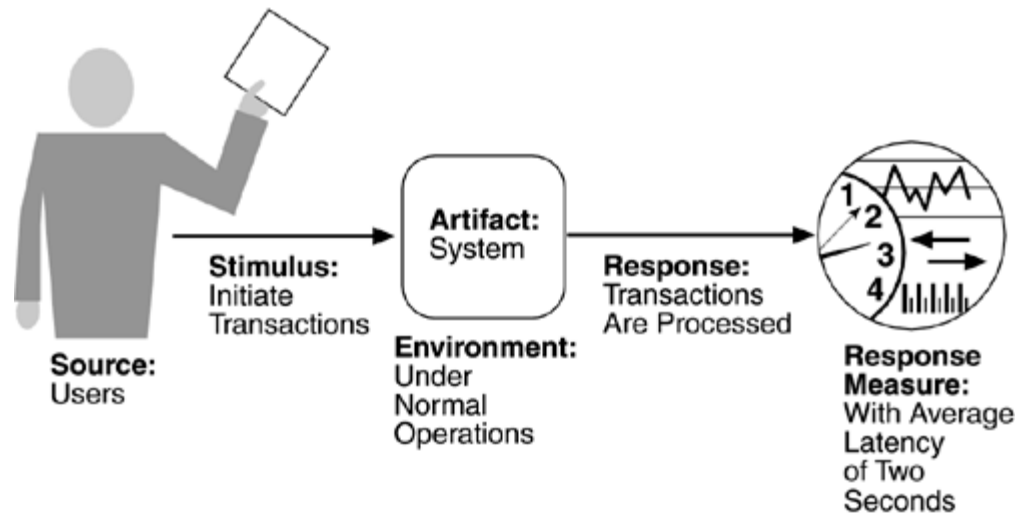 Source:
Users
Stimulus:
Initiate
Transactions
Artifact:
System
Environment:
Under
Normal
Operations
Response:
Transactions
Are Processed
1
2
3
4
Response
Measure:
With Average
Latency
of Two
Seconds